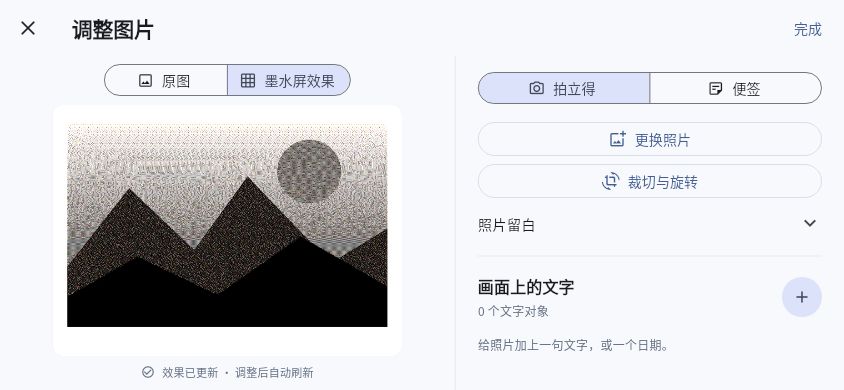 调整图片
完成
原图
墨水屏效果
效果已更新 · 调整后自动刷新
拍立得
便签
更换照片
裁切与旋转
照片留白
画面上的文字
0 个文字对象
给照片加上一句文字，或一个日期。